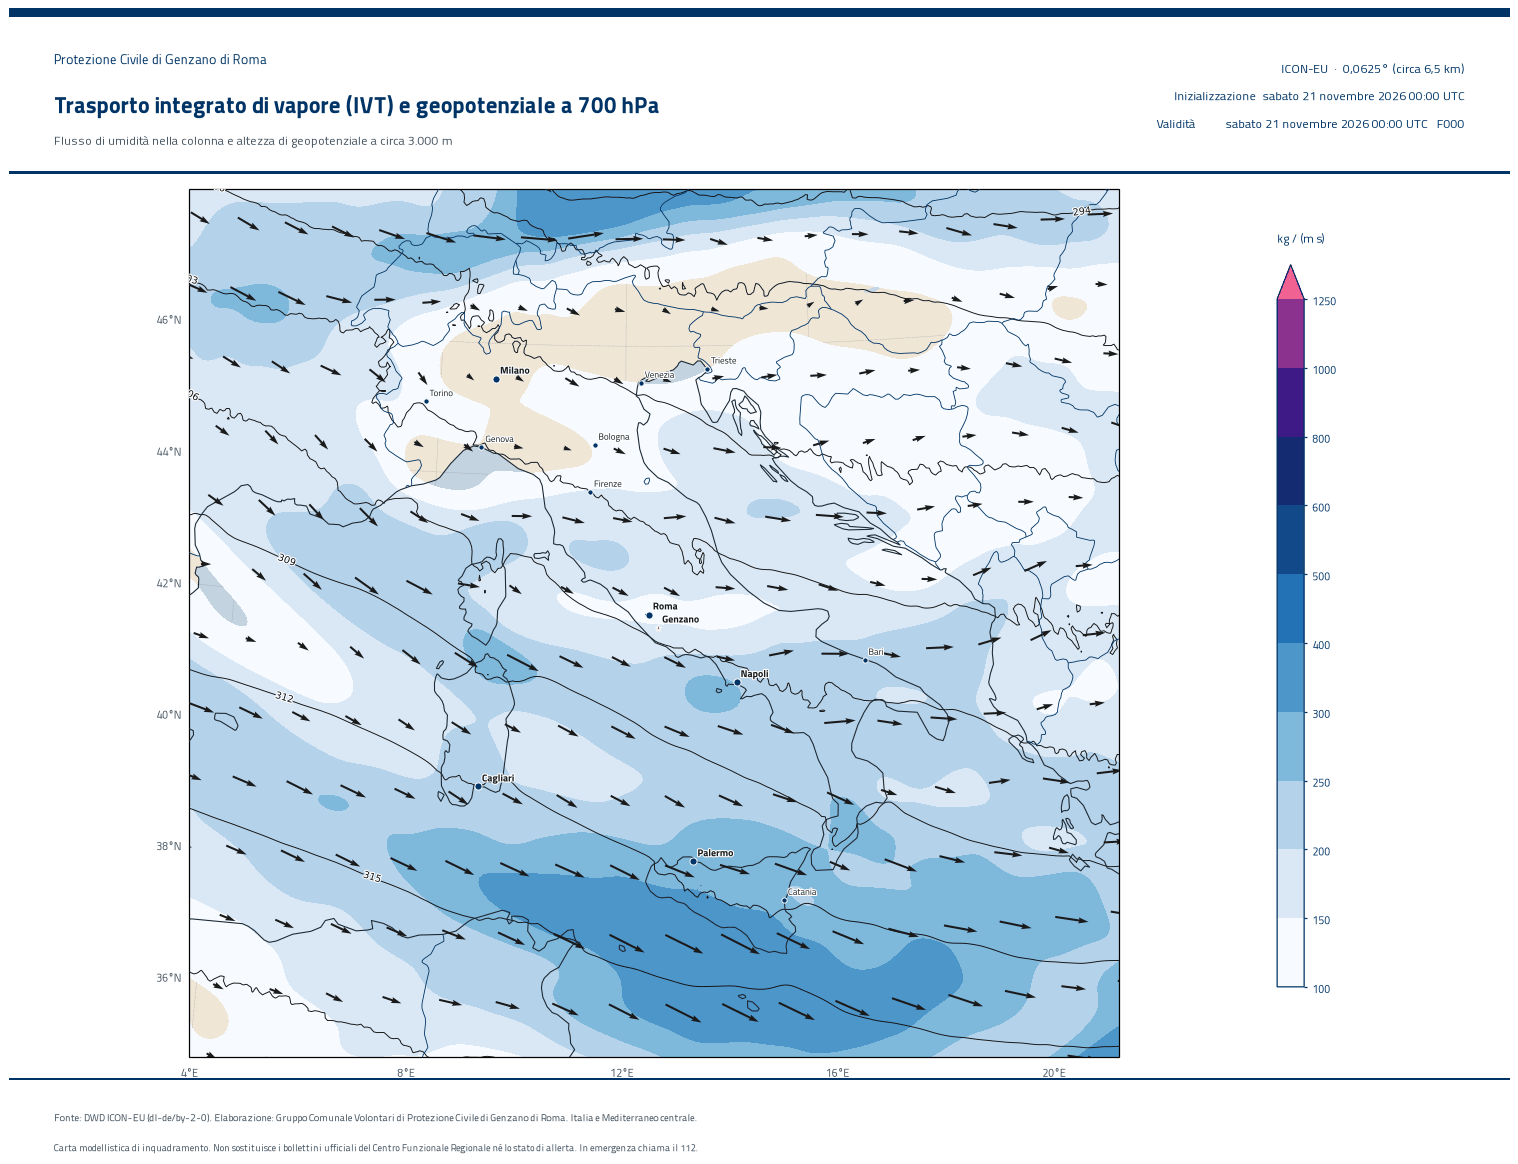 Protezione Civile di Genzano di Roma
Trasporto integrato di vapore (IVT) e geopotenziale a 700 hPa
Flusso di umidità nella colonna e altezza di geopotenziale a circa 3.000 m
ICON-EU · 0,0625° (circa 6,5 km)
Inizializzazione sabato 21 novembre 2026 00:00 UTC
Validità sabato 21 novembre 2026 00:00 UTC F000
kg / (m s)
1250
1000
800
600
500
400
300
250
200
150
100
46°N
44°N
42°N
40°N
38°N
36°N
4°E
8°E
12°E
16°E
20°E
294
309
312
315
Milano
Torino
Venezia
Trieste
Genova
Bologna
Firenze
Roma
Genzano
Napoli
Bari
Cagliari
Palermo
Catania
Fonte: DWD ICON-EU (dl-de/by-2-0). Elaborazione: Gruppo Comunale Volontari di Protezione Civile di Genzano di Roma. Italia e Mediterraneo centrale.
Carta modellistica di inquadramento. Non sostituisce i bollettini ufficiali del Centro Funzionale Regionale né lo stato di allerta. In emergenza chiama il 112.